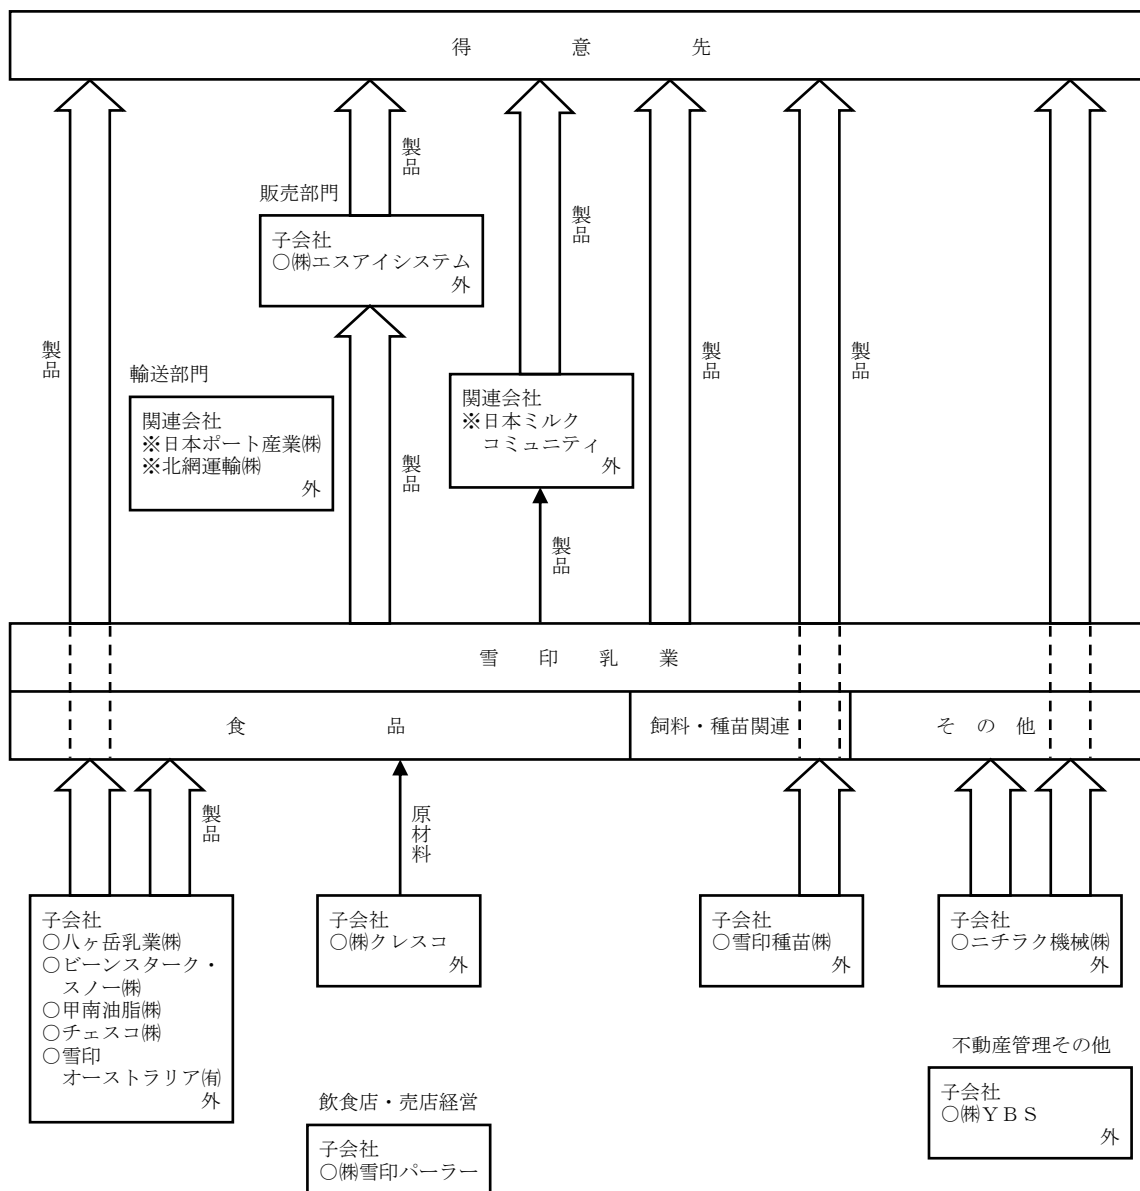 得　　意　　先
製品
販売部門
子会社
○㈱エスアイシステム
外
製品
製品
輸送部門
関連会社
※日本ポート産業㈱
※北網運輸㈱
外
製品
関連会社
※日本ミルク
コミュニティ
外
製品
製品
製品
雪　印　乳　業
食　　　品
飼料・種苗関連
そ　の　他
製品
原材料
子会社
○八ヶ岳乳業㈱
○ビーンスターク・
スノー㈱
○甲南油脂㈱
○チェスコ㈱
○雪印
オーストラリア㈲
外
子会社
○㈱クレスコ
外
子会社
○雪印種苗㈱
外
子会社
○ニチラク機械㈱
外
不動産管理その他
子会社
○㈱ＹＢＳ
外
飲食店・売店経営
子会社
○㈱雪印パーラー